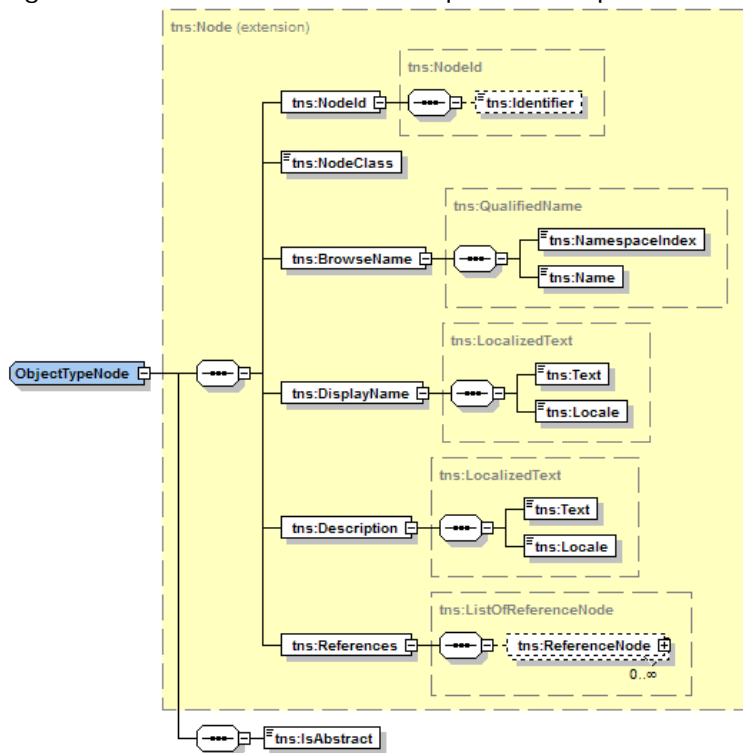 tns:Node (extension)
tns:NodeId
tns:NodeId
tns:Identifier
tns:NodeClass
tns:QualifiedName
tns:BrowseName
tns:NamespaceIndex
tns:Name
ObjectTypeNode
tns:LocalizedText
tns:DisplayName
tns:Text
tns:Locale
tns:LocalizedText
tns:Description
tns:Text
tns:Locale
tns:ListOfReferenceNode
tns:References
tns:ReferenceNode
0..∞
tns:IsAbstract